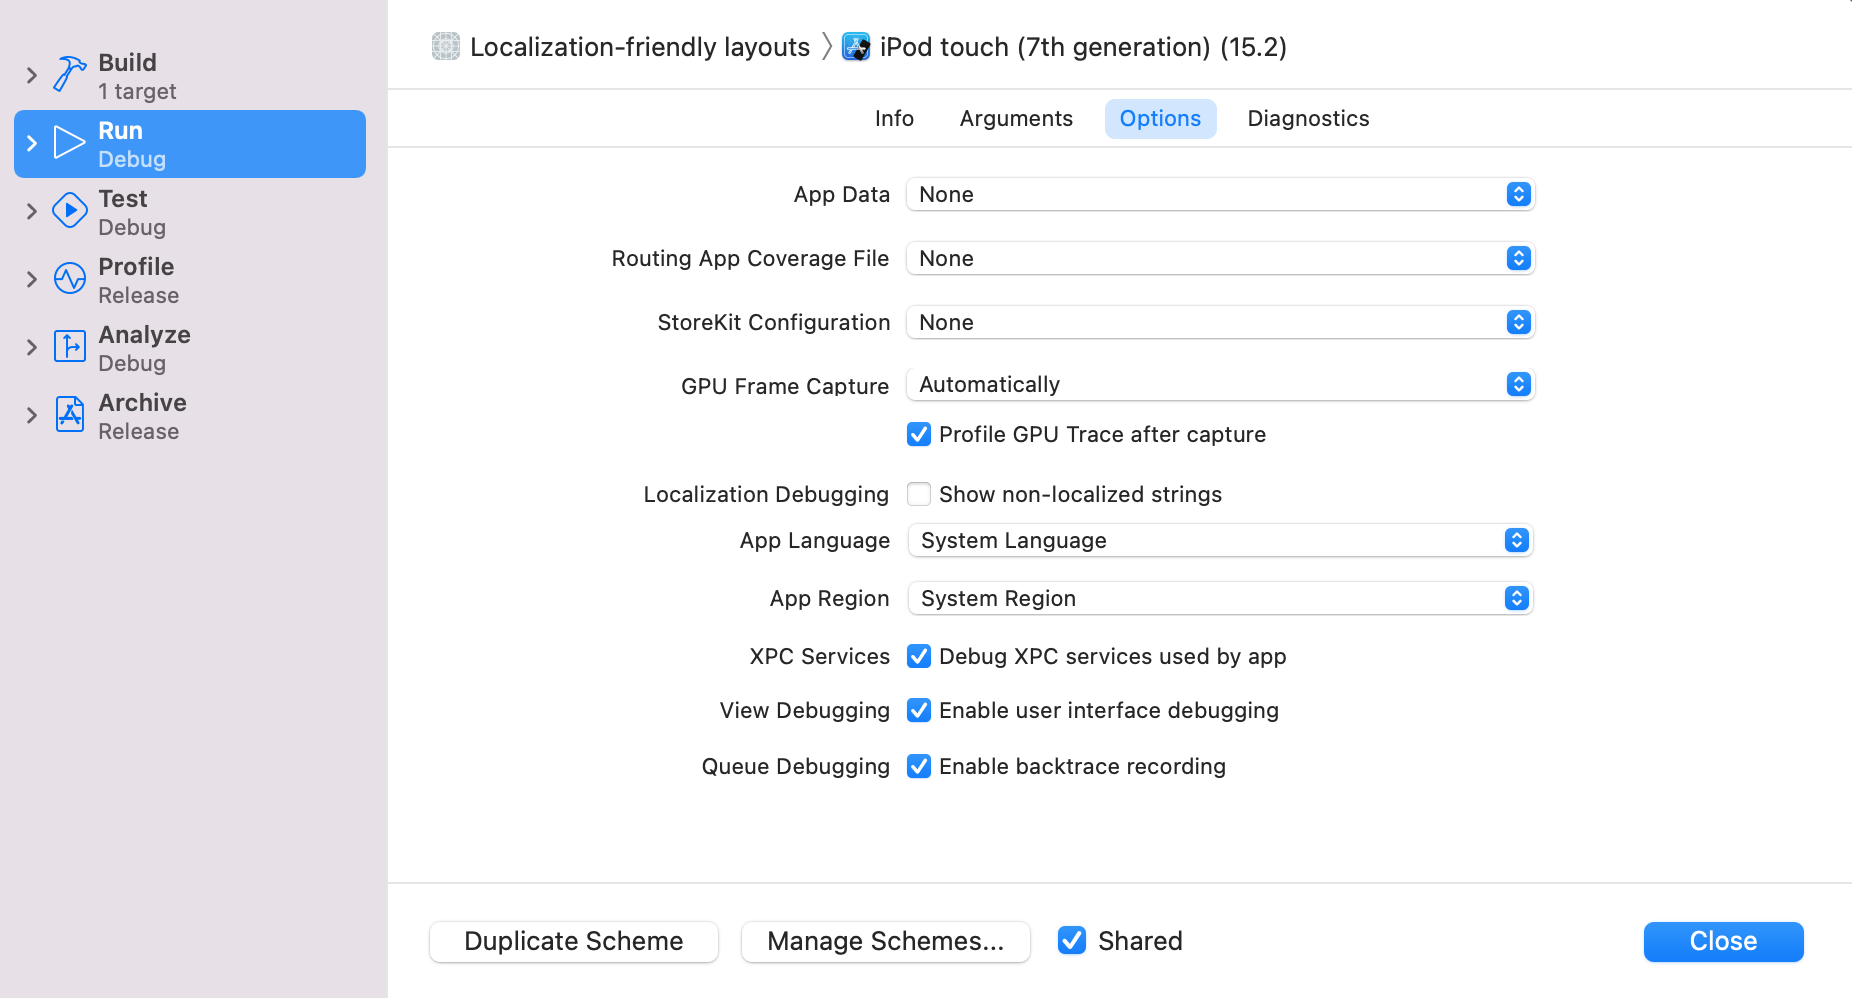 Build
1 target
Run
Debug
Test
Debug
Profile
Release
Analyze
Debug
Archive
Release
Localization-friendly layouts
iPod touch (7th generation) (15.2)
Info Arguments Options Diagnostics
App Data None
Routing App Coverage File None
StoreKit Configuration None
GPU Frame Capture Automatically
Profile GPU Trace after capture
Localization Debugging Show non-localized strings
App Language System Language
App Region System Region
XPC Services Debug XPC services used by app
View Debugging Enable user interface debugging
Queue Debugging Enable backtrace recording
Duplicate Scheme Manage Schemes... Shared Close